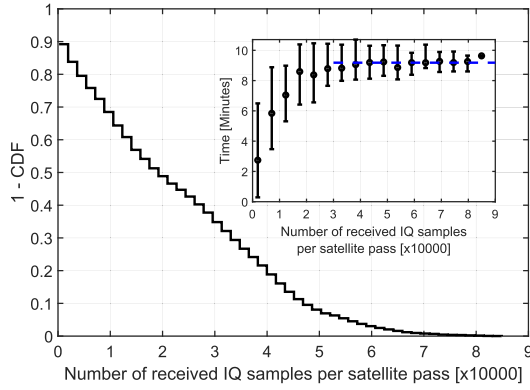 1
0.9
0.8
0.7
0.6
0.5
0.4
0.3
0.2
0.1
0
1 - CDF
0 1 2 3 4 5 6 7 8 9
Number of received IQ samples per satellite pass [x10000]
10
8
6
4
2
0
Time [Minutes]
0 1 2 3 4 5 6 7 8 9
Number of received IQ samples
per satellite pass [x10000]